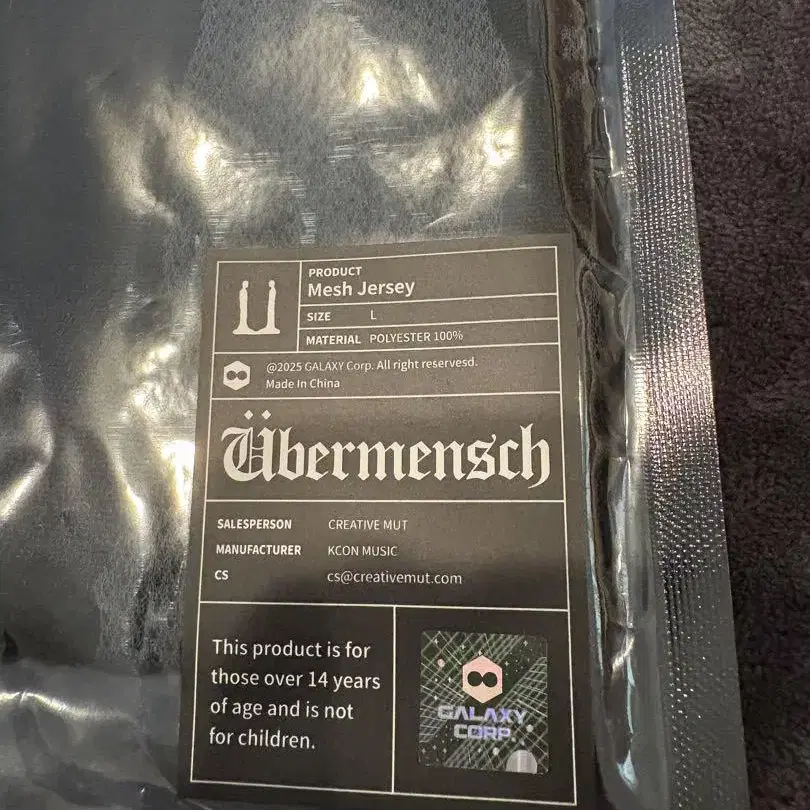 PRODUCT
Mesh Jersey
SIZE L
MATERIAL POLYESTER 100%
@2025 GALAXY Corp. All right reserveSd.
Made In China
Übermensch
SALESPERSON CREATIVE MUT
MANUFACTURER KCON MUSIC
CS cs@creativemut.com
This product is for
those over 14 years
of age and is not
for children.
GALAXY
CORP